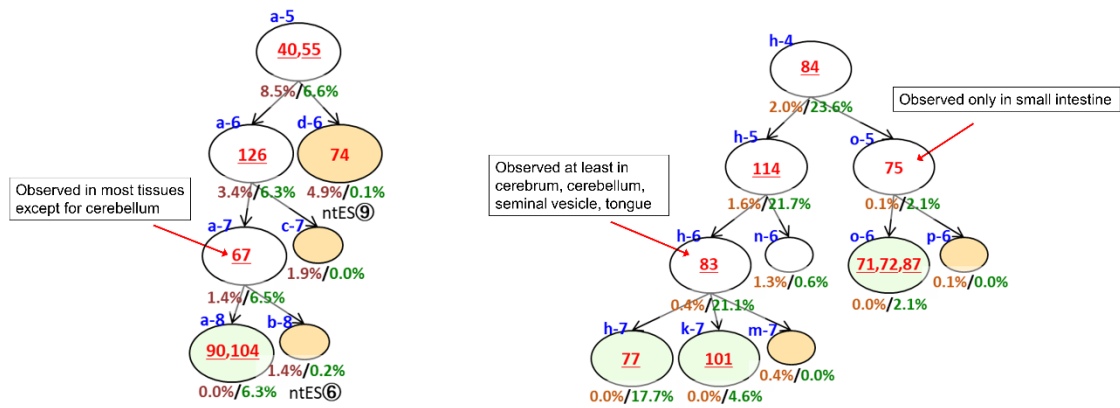 a-5
40,55
8.5%/6.6%
a-6
d-6
126
74
3.4%/6.3%
4.9%/0.1%
ntES⑨
Observed in most tissues
except for cerebellum
a-7
c-7
67
1.9%/0.0%
1.4%/6.5%
a-8
b-8
90,104
1.4%/0.2%
0.0%/6.3%
ntES⑥
h-4
84
2.0%/23.6%
Observed only in small intestine
h-5
o-5
114
75
1.6%/21.7%
0.1%/2.1%
Observed at least in
cerebrum, cerebellum,
seminal vesicle, tongue
h-6
n-6
o-6
p-6
83
71,72,87
1.3%/0.6%
0.1%/0.0%
0.4%/21.1%
0.0%/2.1%
h-7
k-7
m-7
77
101
0.4%/0.0%
0.0%/17.7%
0.0%/4.6%